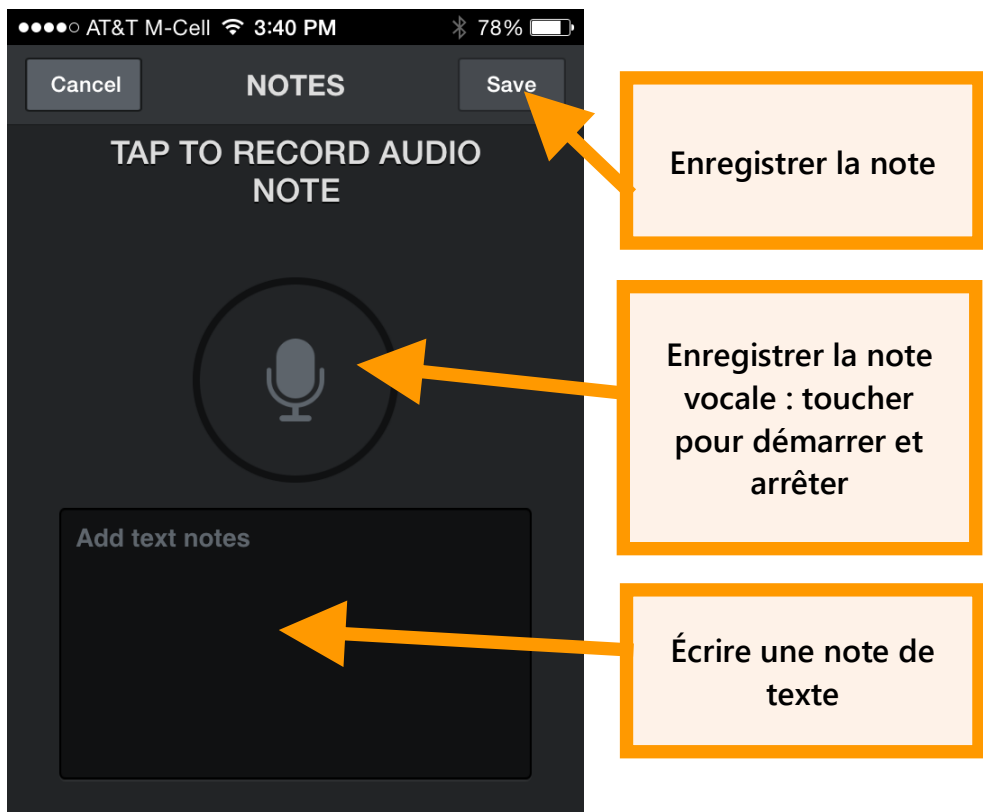 ●●●●○ AT&T M-Cell 3:40 PM 78%
Cancel NOTES Save
TAP TO RECORD AUDIO
NOTE
Enregistrer la note
Enregistrer la note
vocale : toucher
pour démarrer et
arrêter
Add text notes
Écrire une note de
texte